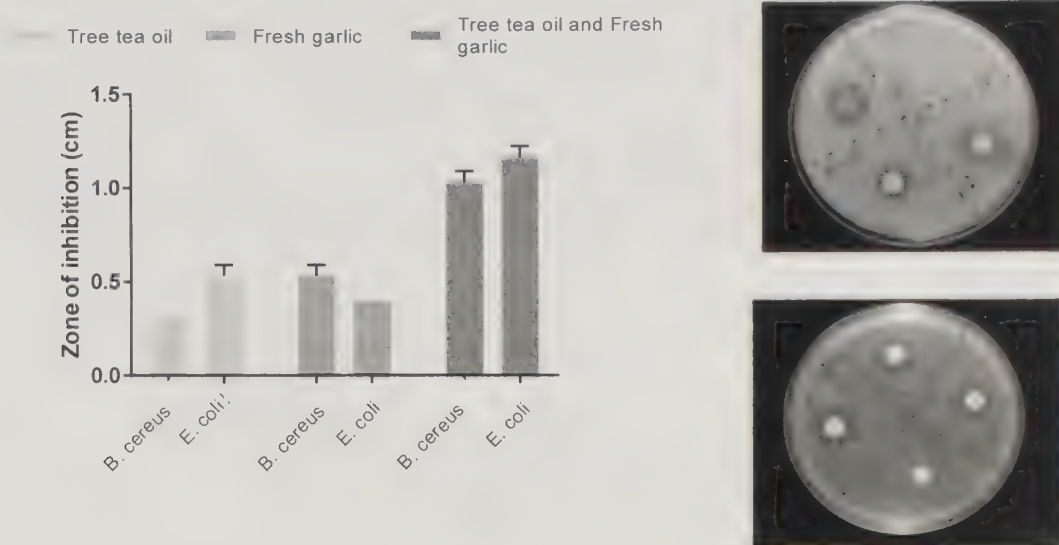 Tree tea oil
Fresh garlic
Tree tea oil and Fresh
garlic
Zone of inhibition (cm)
1.5
1.0
0.5
0.0
B. cereus
E. coli
B. cereus
E. coli
B. cereus
E. coli